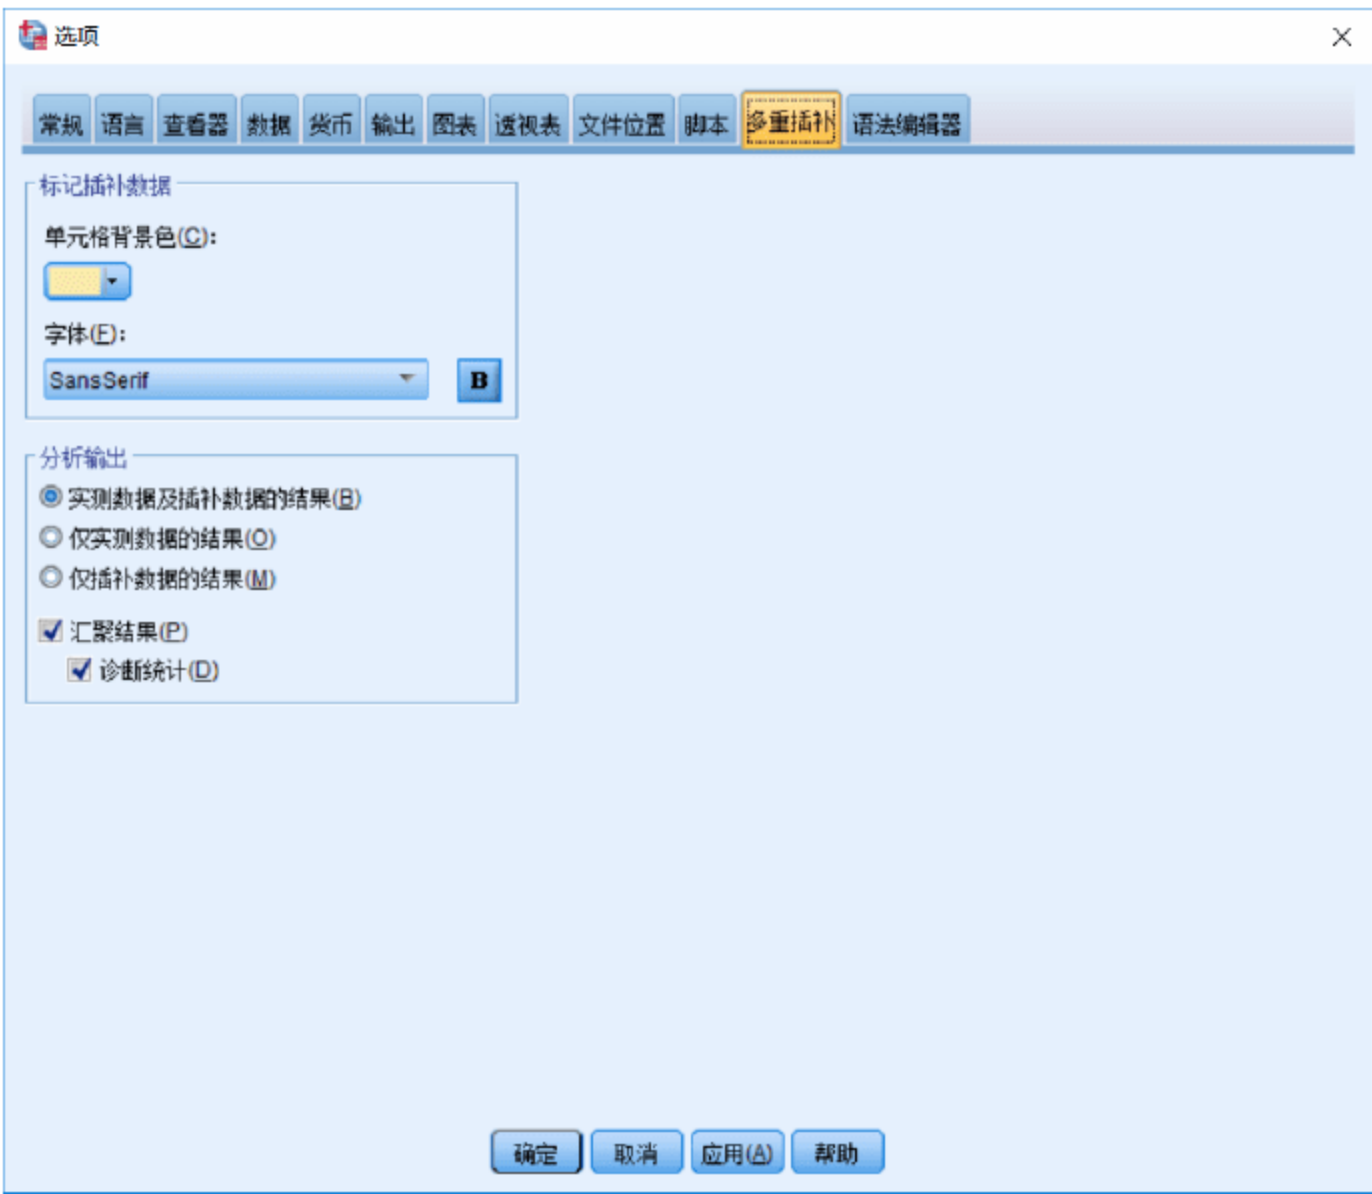 选项
常规 语言 查看器 数据 货币 输出 图表 透视表 文件位置 脚本 多重插补 语法编辑器
标记插补数据
单元格背景色(C):
字体(F):
SansSerif B
分析输出
实测数据及插补数据的结果(B)
仅实测数据的结果(O)
仅插补数据的结果(M)
汇聚结果(P)
诊断统计(D)
确定 取消 应用(A) 帮助